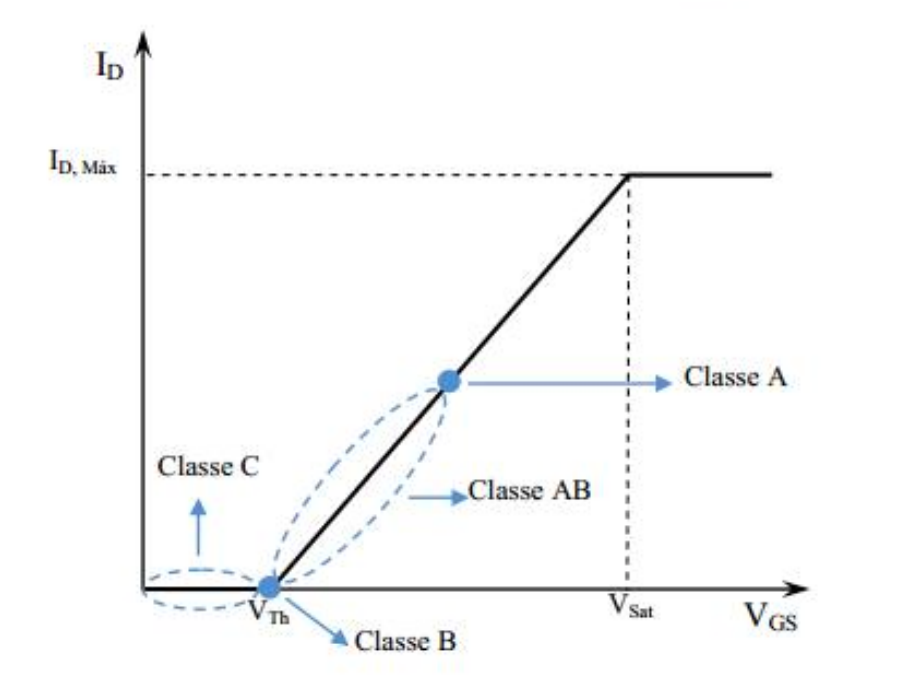 I_D
I_D, Máx
Classe A
Classe C
Classe AB
V_Th
V_Sat
V_GS
Classe B